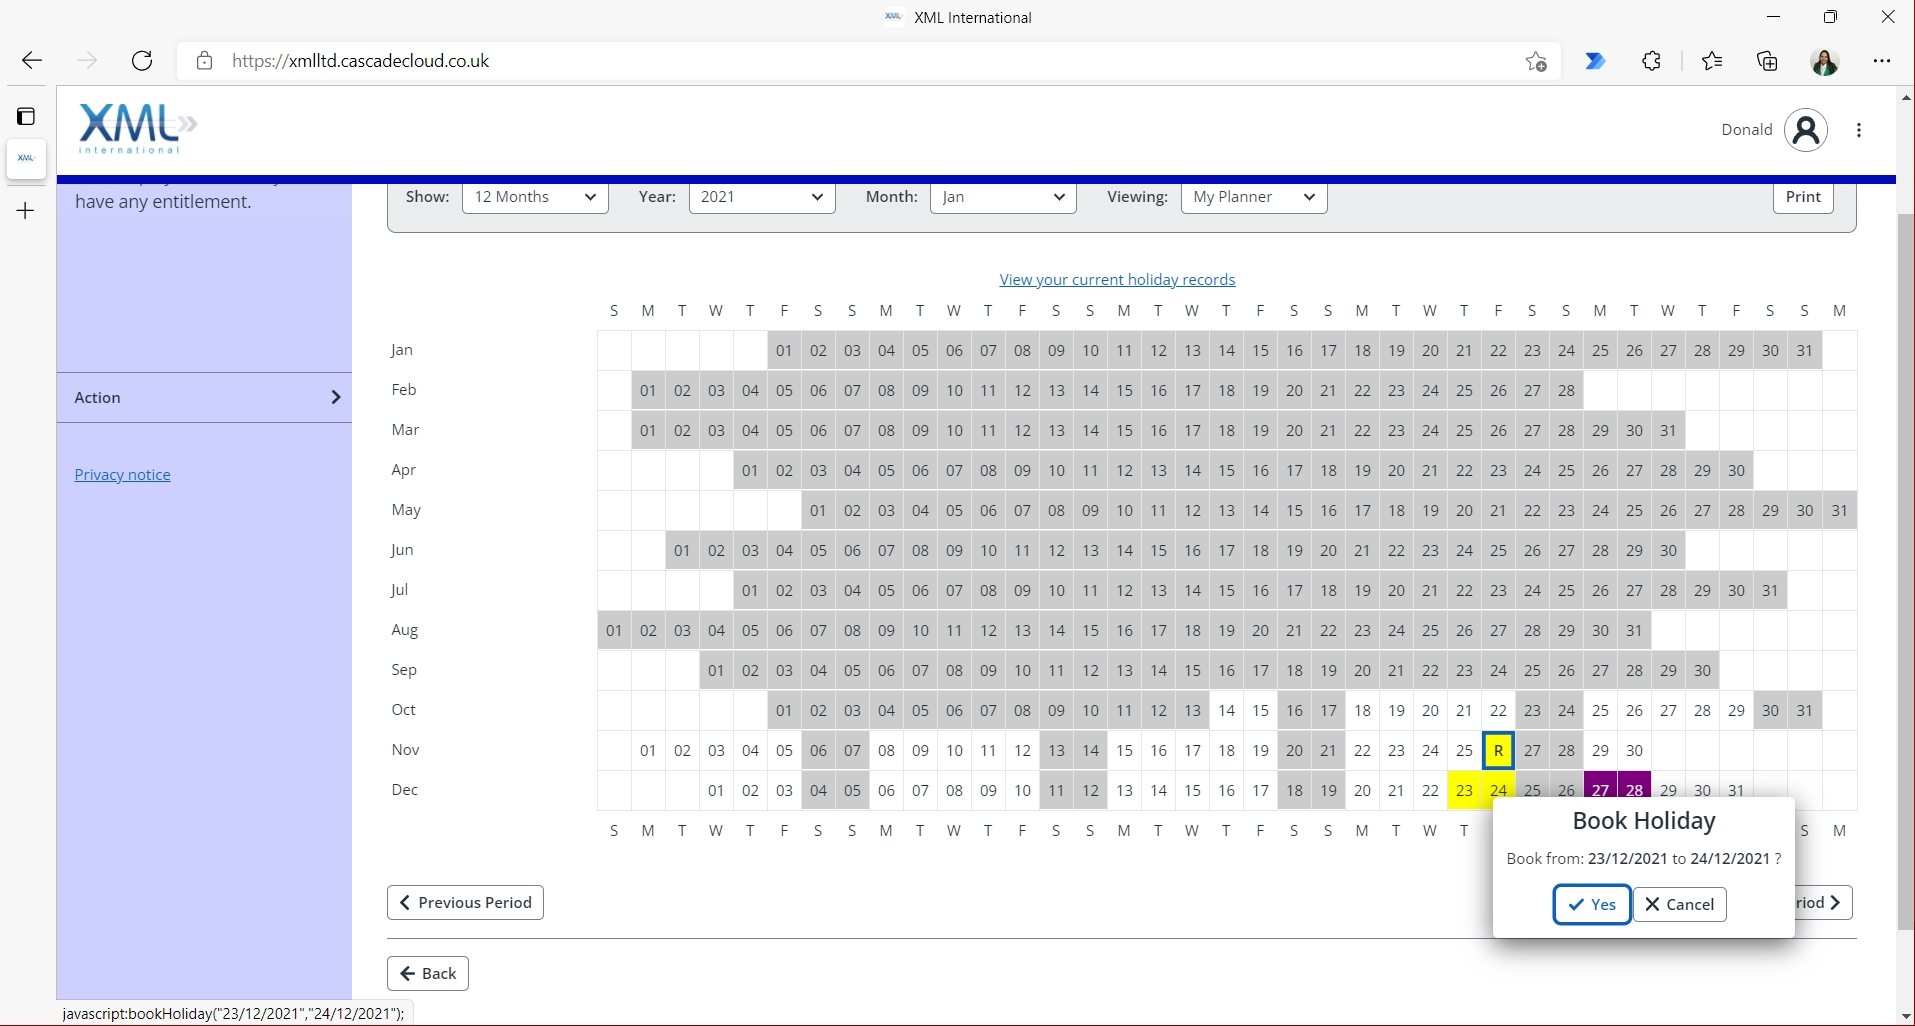 XML International
https://xmlltd.cascadecloud.co.uk
XML international
Donald
XML
have any entitlement.
Show: 12 Months Year: 2021 Month: Jan Viewing: My Planner Print
View your current holiday records
S M T W T F S S M T W T F S S M T W T F S S M T W T F S S M T W T F S S M
Jan 01 02 03 04 05 06 07 08 09 10 11 12 13 14 15 16 17 18 19 20 21 22 23 24 25 26 27 28 29 30 31
Feb 01 02 03 04 05 06 07 08 09 10 11 12 13 14 15 16 17 18 19 20 21 22 23 24 25 26 27 28
Action
Mar 01 02 03 04 05 06 07 08 09 10 11 12 13 14 15 16 17 18 19 20 21 22 23 24 25 26 27 28 29 30 31
Apr 01 02 03 04 05 06 07 08 09 10 11 12 13 14 15 16 17 18 19 20 21 22 23 24 25 26 27 28 29 30
Privacy notice
May 01 02 03 04 05 06 07 08 09 10 11 12 13 14 15 16 17 18 19 20 21 22 23 24 25 26 27 28 29 30 31
Jun 01 02 03 04 05 06 07 08 09 10 11 12 13 14 15 16 17 18 19 20 21 22 23 24 25 26 27 28 29 30
Jul 01 02 03 04 05 06 07 08 09 10 11 12 13 14 15 16 17 18 19 20 21 22 23 24 25 26 27 28 29 30 31
Aug 01 02 03 04 05 06 07 08 09 10 11 12 13 14 15 16 17 18 19 20 21 22 23 24 25 26 27 28 29 30 31
Sep 01 02 03 04 05 06 07 08 09 10 11 12 13 14 15 16 17 18 19 20 21 22 23 24 25 26 27 28 29 30
Oct 01 02 03 04 05 06 07 08 09 10 11 12 13 14 15 16 17 18 19 20 21 22 23 24 25 26 27 28 29 30 31
Nov 01 02 03 04 05 06 07 08 09 10 11 12 13 14 15 16 17 18 19 20 21 22 23 24 25 R 27 28 29 30
Dec 01 02 03 04 05 06 07 08 09 10 11 12 13 14 15 16 17 18 19 20 21 22 23 24 25 26 27 28 29 30 31
S M T W T F S S M T W T F S S M T W T F S S M T W T S M
Book Holiday
Book from: 23/12/2021 to 24/12/2021 ?
Yes Cancel
Previous Period
riod
Back
javascript:bookHoliday("23/12/2021","24/12/2021");